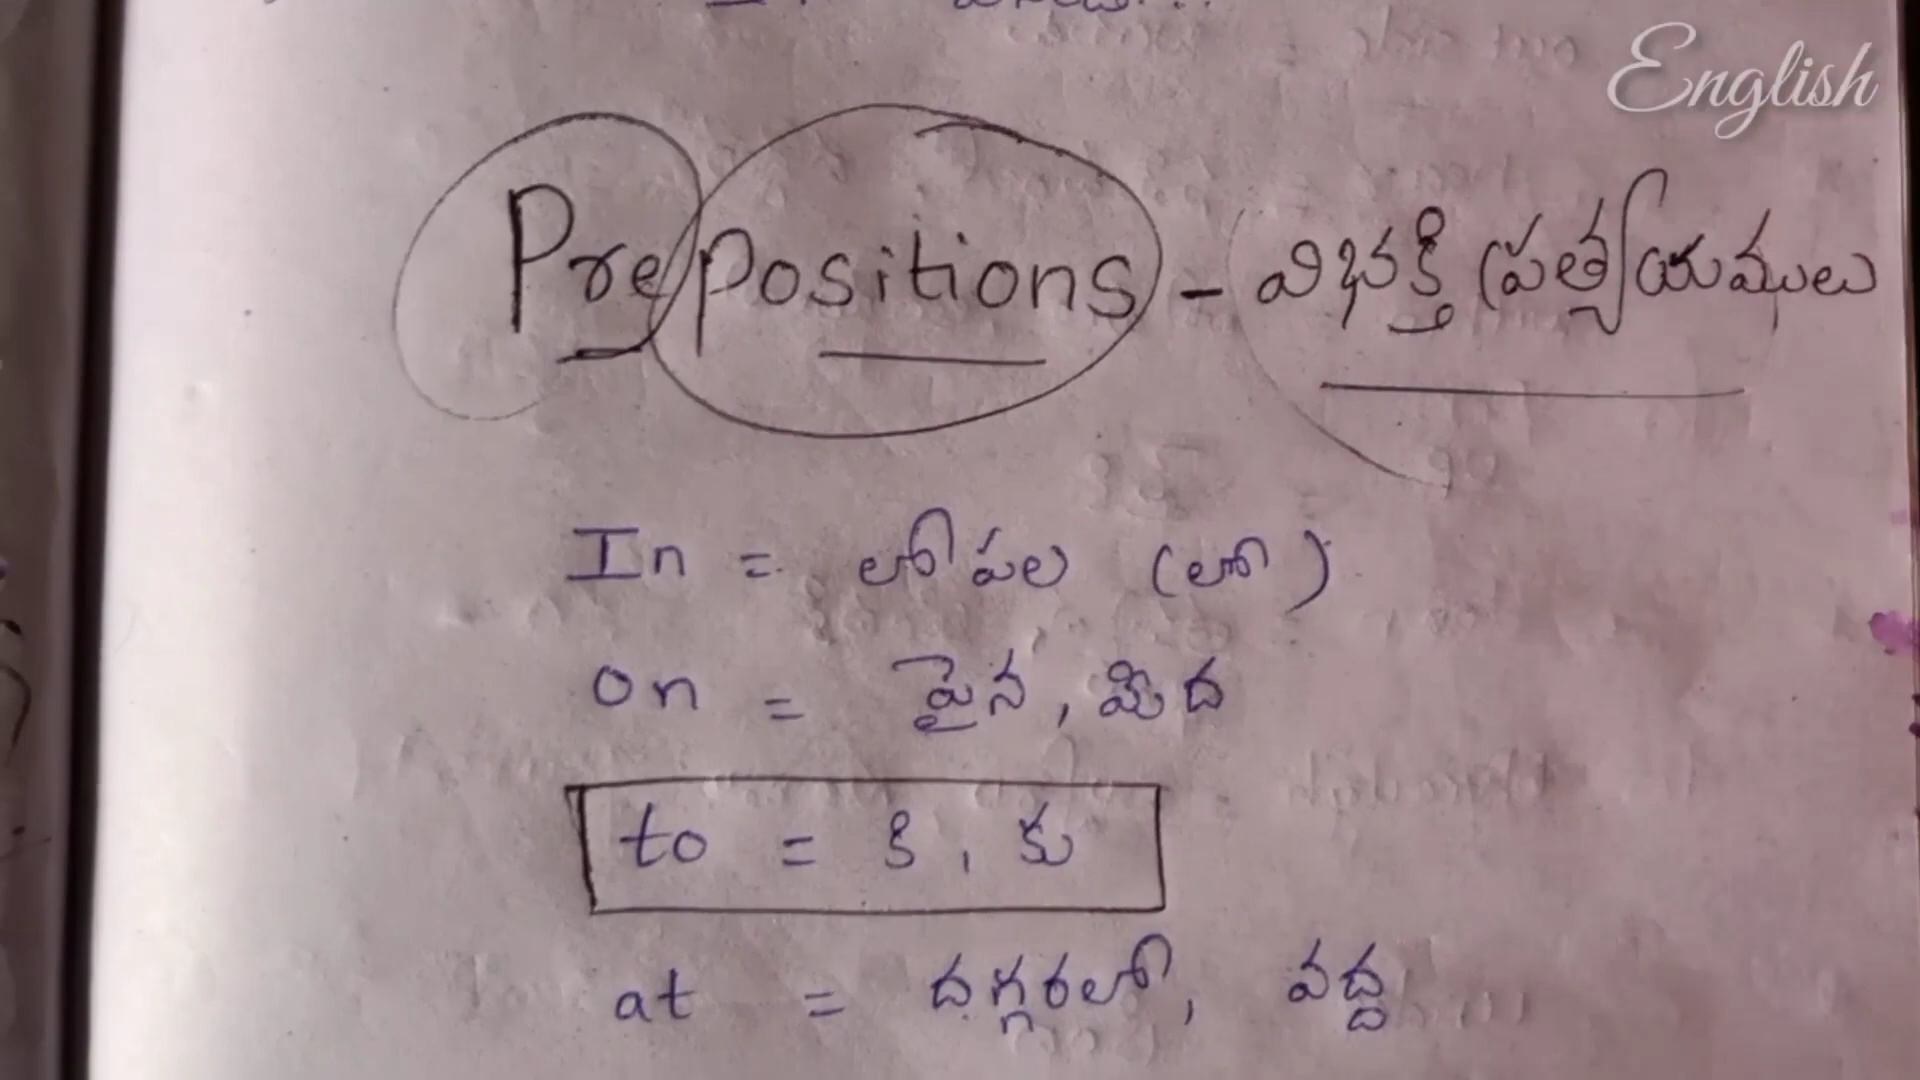 English
Prepositions - విభక్తి ప్రత్యయములు
In = లోపల (లో)
on = పైన, మీద
to = కి, కు
at = దగ్గరలో, వద్ద